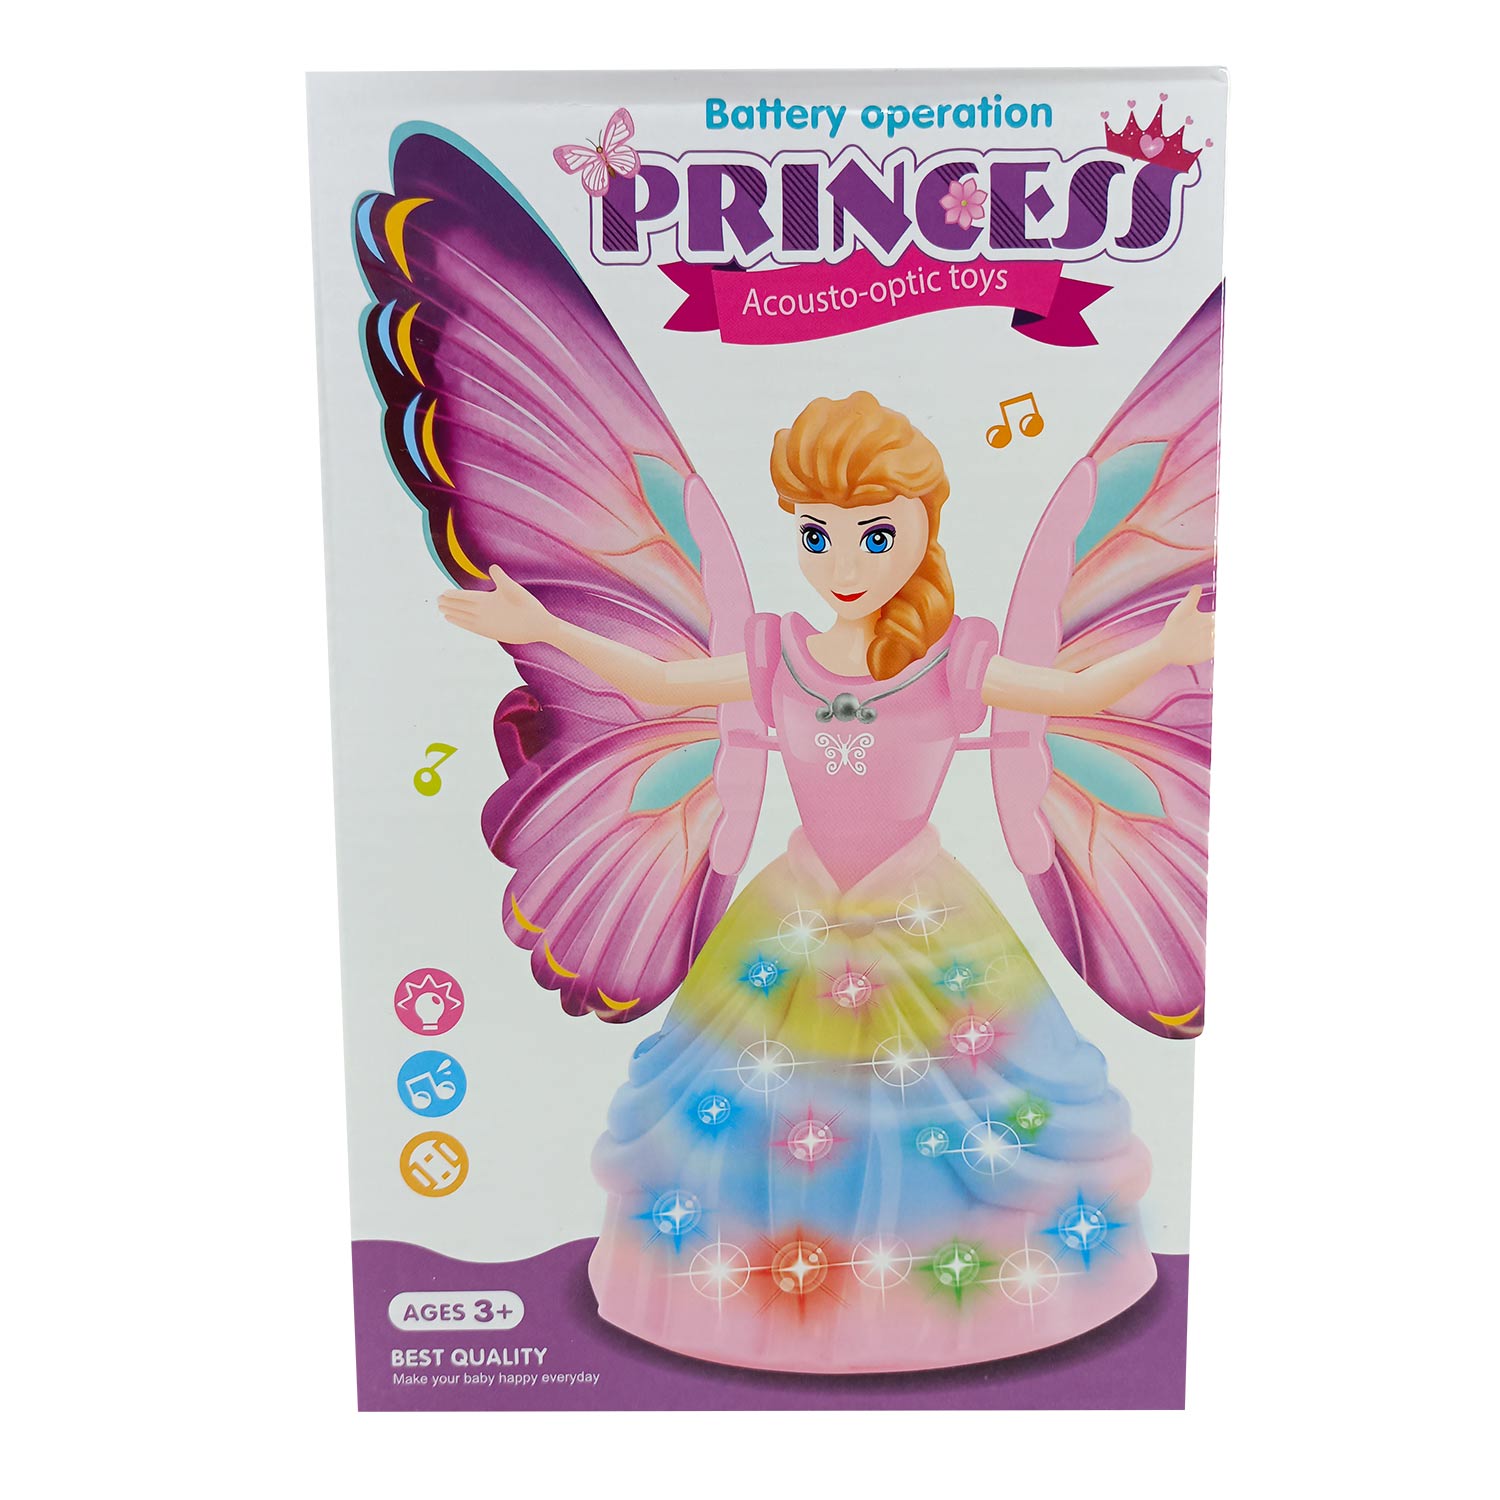 Battery operation
PRINCESS
Acousto-optic toys
AGES 3+
BEST QUALITY
Make your baby happy everyday